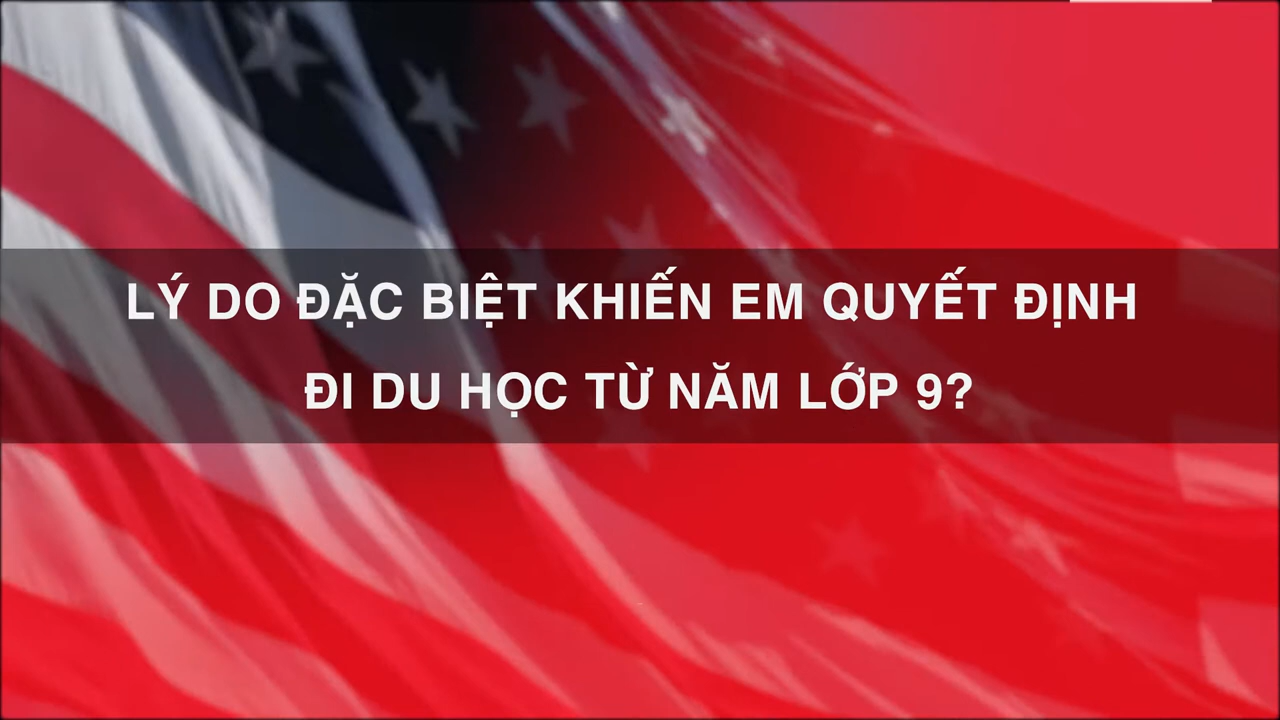 LÝ DO ĐẶC BIỆT KHIẾN EM QUYẾT ĐỊNH
ĐI DU HỌC TỪ NĂM LỚP 9?